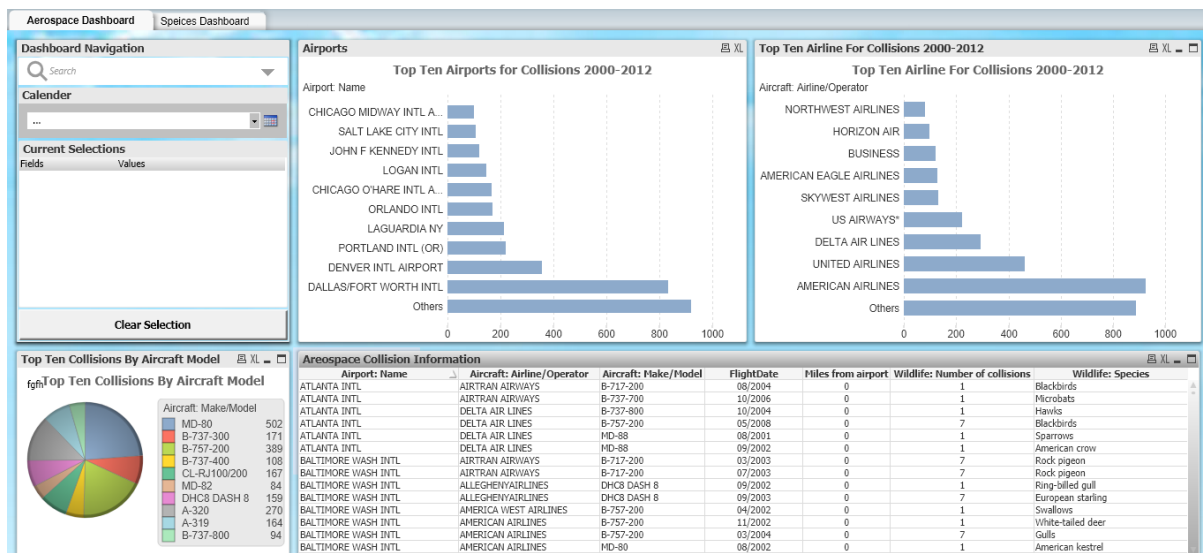 Aerospace Dashboard Speices Dashboard
Dashboard Navigation
Search
Calender
...
Current Selections
Fields Values
Clear Selection
Airports XL
Top Ten Airports for Collisions 2000-2012
Airport: Name
CHICAGO MIDWAY INTL A...
SALT LAKE CITY INTL
JOHN F KENNEDY INTL
LOGAN INTL
CHICAGO O'HARE INTL A...
ORLANDO INTL
LAGUARDIA NY
PORTLAND INTL (OR)
DENVER INTL AIRPORT
DALLAS/FORT WORTH INTL
Others
0 200 400 600 800 1000
Top Ten Airline For Collisions 2000-2012 XL
Top Ten Airline For Collisions 2000-2012
Aircraft: Airline/Operator
NORTHWEST AIRLINES
HORIZON AIR
BUSINESS
AMERICAN EAGLE AIRLINES
SKYWEST AIRLINES
US AIRWAYS*
DELTA AIR LINES
UNITED AIRLINES
AMERICAN AIRLINES
Others
0 200 400 600 800 1000
Top Ten Collisions By Aircraft Model XL
fgfh Top Ten Collisions By Aircraft Model
Aircraft: Make/Model
MD-80 502
B-737-300 171
B-757-200 389
B-737-400 108
CL-RJ100/200 167
MD-82 84
DHC8 DASH 8 159
A-320 270
A-319 164
B-737-800 94
Areospace Collision Information XL
Airport: Name Aircraft: Airline/Operator Aircraft: Make/Model FlightDate Miles from airport Wildlife: Number of collisions Wildlife: Species
ATLANTA INTL AIRTRAN AIRWAYS B-717-200 08/2004 0 1 Blackbirds
ATLANTA INTL AIRTRAN AIRWAYS B-737-700 10/2006 0 1 Microbats
ATLANTA INTL DELTA AIR LINES B-737-800 10/2004 0 1 Hawks
ATLANTA INTL DELTA AIR LINES B-757-200 05/2008 0 7 Blackbirds
ATLANTA INTL DELTA AIR LINES MD-88 08/2001 0 1 Sparrows
ATLANTA INTL DELTA AIR LINES MD-88 09/2002 0 1 American crow
BALTIMORE WASH INTL AIRTRAN AIRWAYS B-717-200 03/2003 0 7 Rock pigeon
BALTIMORE WASH INTL AIRTRAN AIRWAYS B-717-200 07/2003 0 7 Rock pigeon
BALTIMORE WASH INTL ALLEGHENYAIRLINES DHC8 DASH 8 09/2002 0 1 Ring-billed gull
BALTIMORE WASH INTL ALLEGHENYAIRLINES DHC8 DASH 8 09/2003 0 7 European starling
BALTIMORE WASH INTL AMERICA WEST AIRLINES B-757-200 04/2002 0 1 Swallows
BALTIMORE WASH INTL AMERICAN AIRLINES B-757-200 11/2002 0 1 White-tailed deer
BALTIMORE WASH INTL AMERICAN AIRLINES B-757-200 03/2004 0 7 Gulls
BALTIMORE WASH INTL AMERICAN AIRLINES MD-80 08/2002 0 1 American kestrel